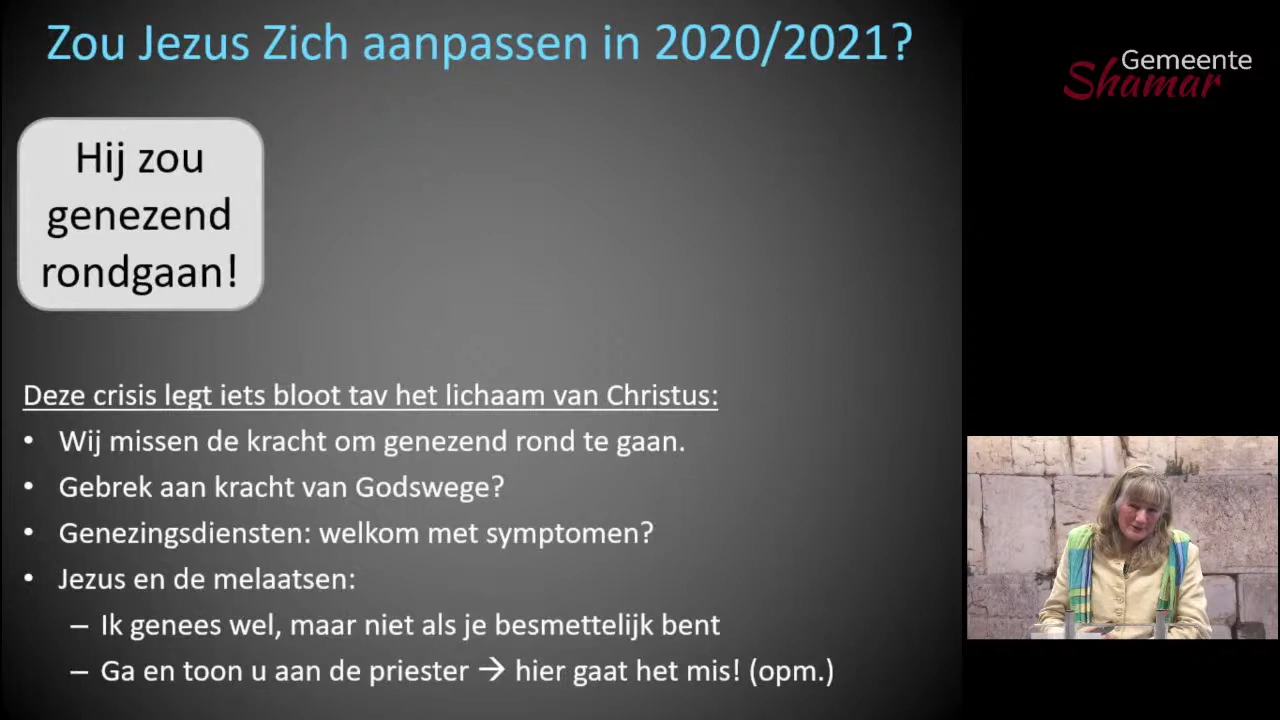 Zou Jezus Zich aanpassen in 2020/2021?
Gemeente
Shamar
Hij zou
genezend
rondgaan!
Deze crisis legt iets bloot tav het lichaam van Christus:
• Wij missen de kracht om genezend rond te gaan.
• Gebrek aan kracht van Godswege?
• Genezingsdiensten: welkom met symptomen?
• Jezus en de melaatsen:
– Ik genees wel, maar niet als je besmettelijk bent
– Ga en toon u aan de priester → hier gaat het mis! (opm.)